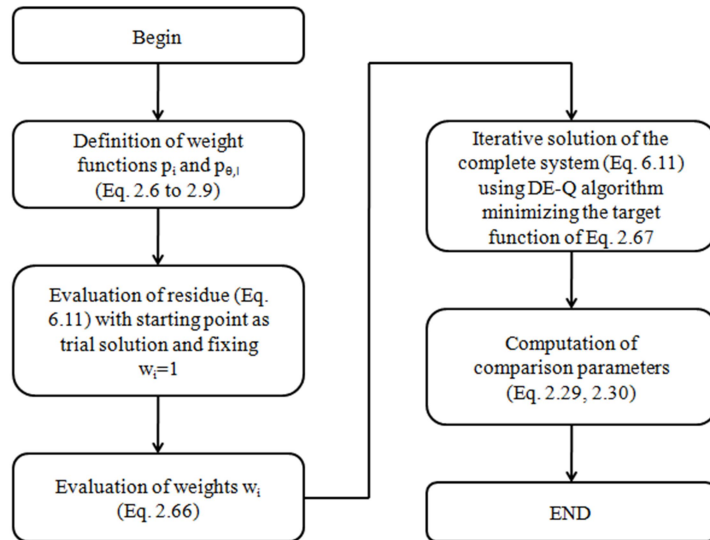 Begin
Definition of weight
functions pᵢ and p_θ,l
(Eq. 2.6 to 2.9)
Evaluation of residue (Eq.
6.11) with starting point as
trial solution and fixing
wᵢ=1
Evaluation of weights wᵢ
(Eq. 2.66)
Iterative solution of the
complete system (Eq. 6.11)
using DE-Q algorithm
minimizing the target
function of Eq. 2.67
Computation of
comparison parameters
(Eq. 2.29, 2.30)
END